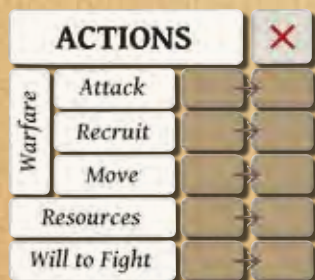 ACTIONS
Warfare
Attack
Recruit
Move
Resources
Will to Fight